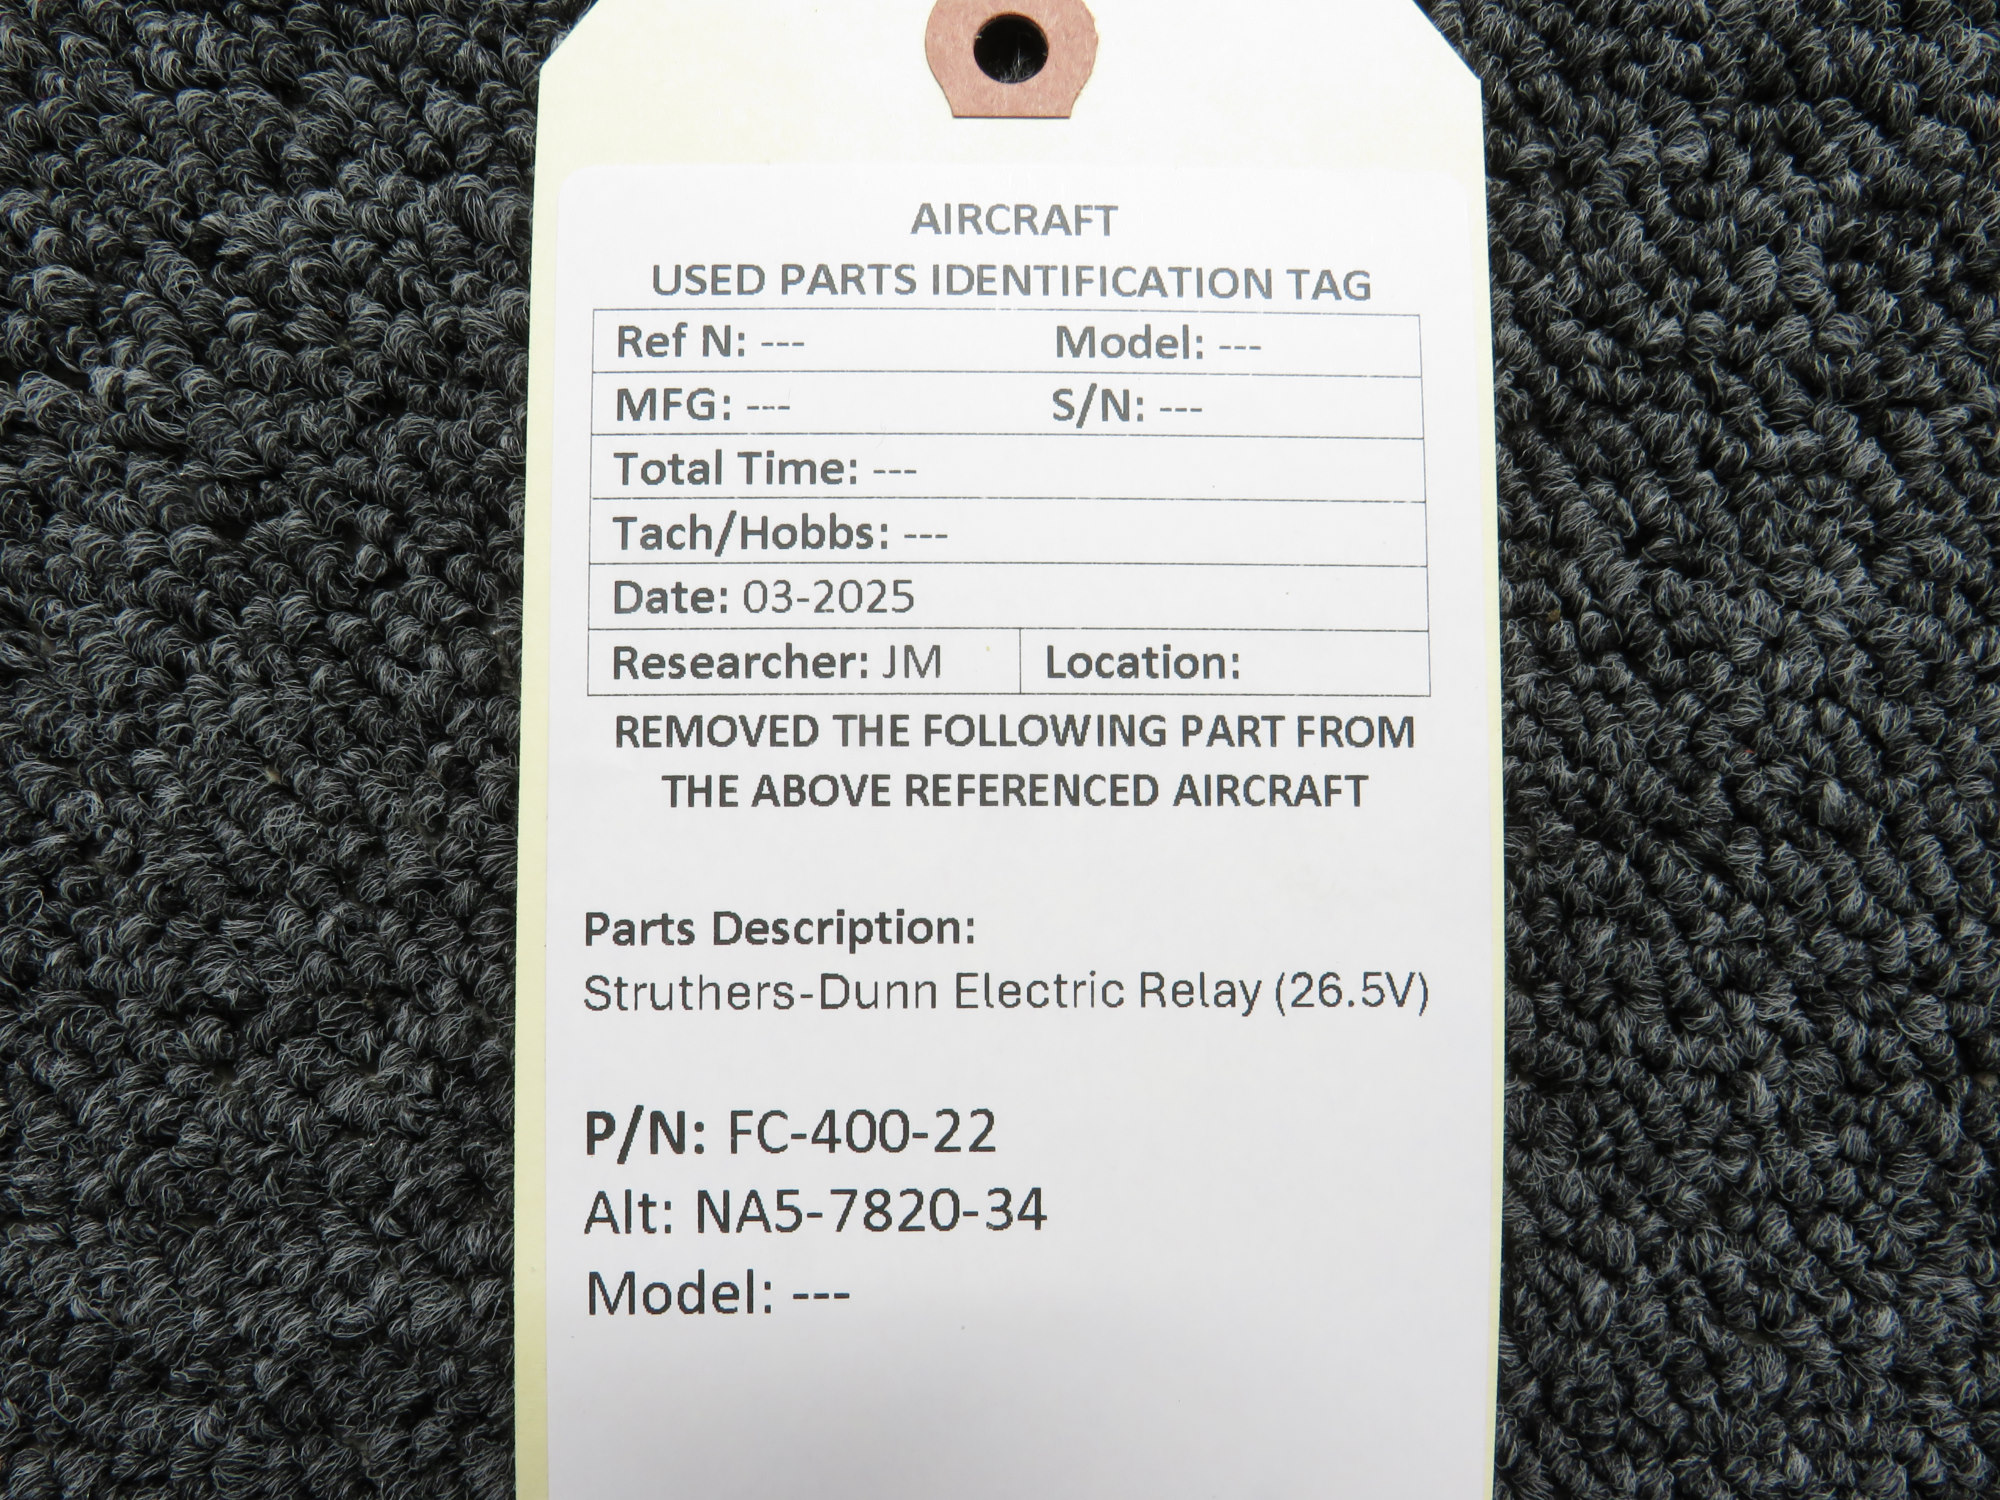 AIRCRAFT
USED PARTS IDENTIFICATION TAG
Ref N: --- Model: ---
MFG: --- S/N: ---
Total Time: ---
Tach/Hobbs: ---
Date: 03-2025
Researcher: JM Location:
REMOVED THE FOLLOWING PART FROM
THE ABOVE REFERENCED AIRCRAFT
Parts Description:
Struthers-Dunn Electric Relay (26.5V)
P/N: FC-400-22
Alt: NA5-7820-34
Model: ---